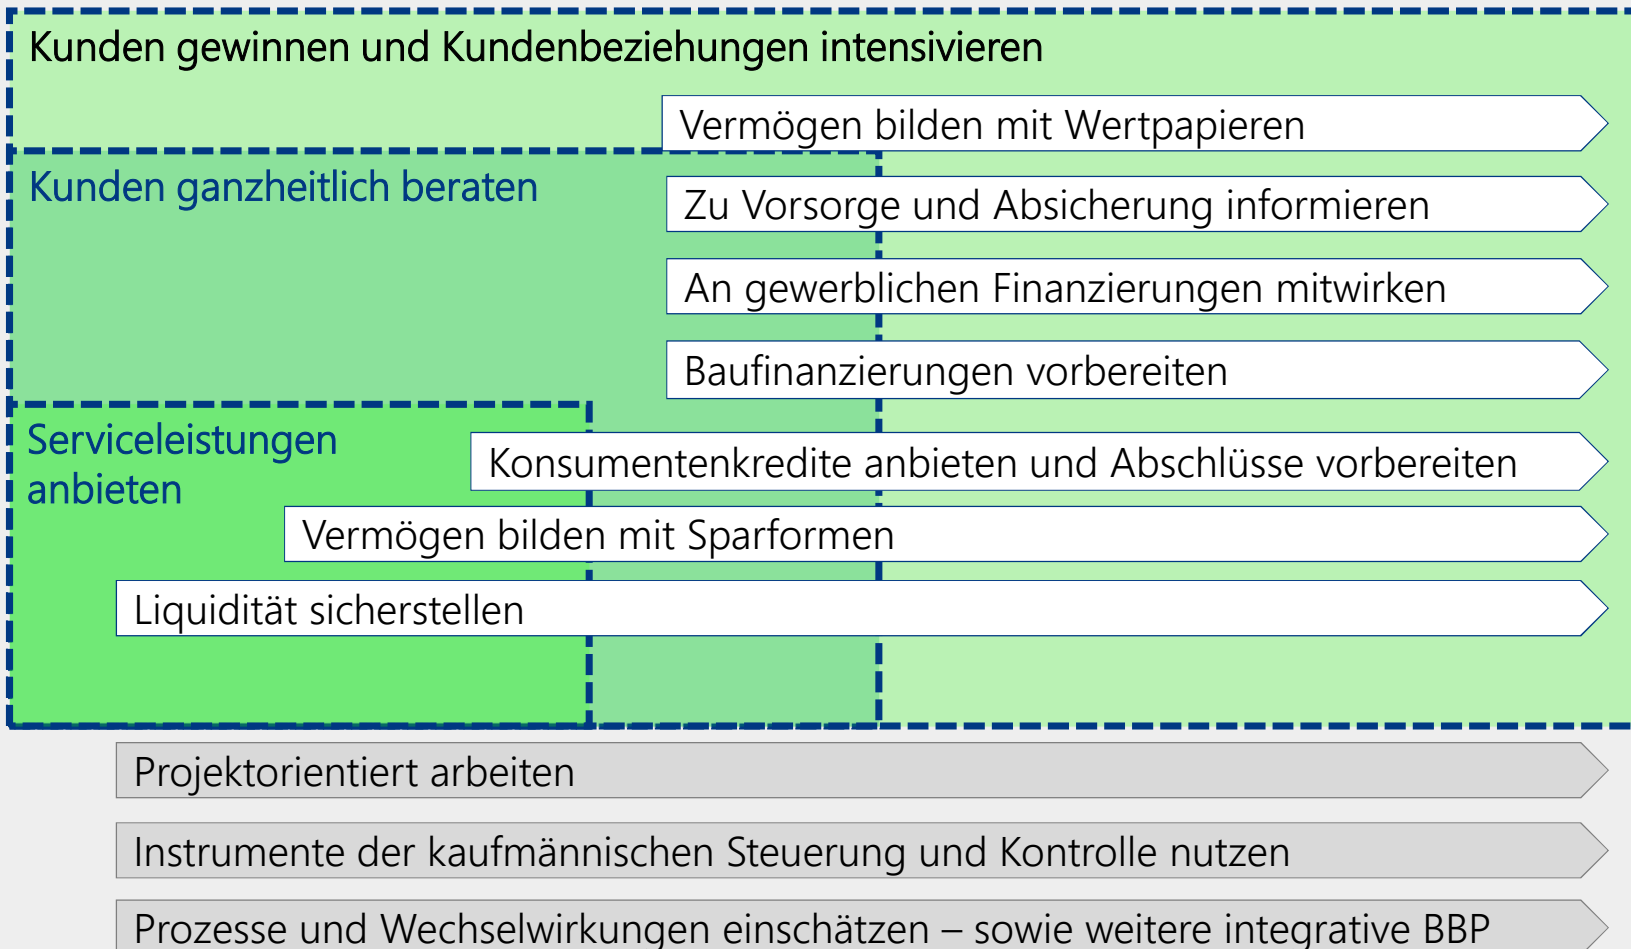 Kunden gewinnen und Kundenbeziehungen intensivieren
Vermögen bilden mit Wertpapieren
Kunden ganzheitlich beraten
Zu Vorsorge und Absicherung informieren
An gewerblichen Finanzierungen mitwirken
Baufinanzierungen vorbereiten
Serviceleistungen
anbieten
Konsumentenkredite anbieten und Abschlüsse vorbereiten
Vermögen bilden mit Sparformen
Liquidität sicherstellen
Projektorientiert arbeiten
Instrumente der kaufmännischen Steuerung und Kontrolle nutzen
Prozesse und Wechselwirkungen einschätzen – sowie weitere integrative BBP